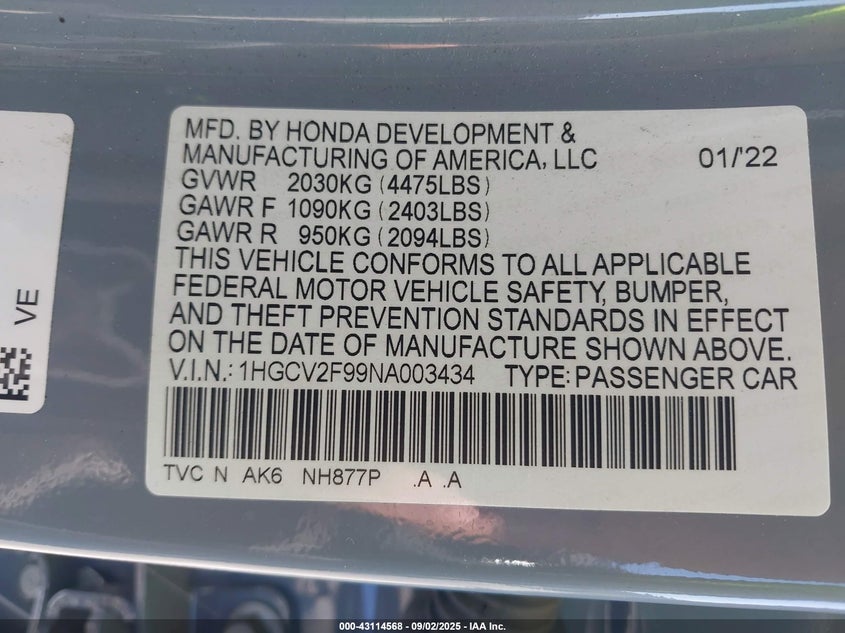 MFD. BY HONDA DEVELOPMENT &
MANUFACTURING OF AMERICA, LLC 01/'22
GVWR 2030KG (4475LBS)
GAWR F 1090KG (2403LBS)
GAWR R 950KG (2094LBS)
THIS VEHICLE CONFORMS TO ALL APPLICABLE
FEDERAL MOTOR VEHICLE SAFETY, BUMPER,
AND THEFT PREVENTION STANDARDS IN EFFECT
ON THE DATE OF MANUFACTURE SHOWN ABOVE.
V.I.N.: 1HGCV2F99NA003434 TYPE: PASSENGER CAR
TVC N AK6 NH877P .A .A
VE
000-43114568 - 09/02/2025 - IAA Inc.